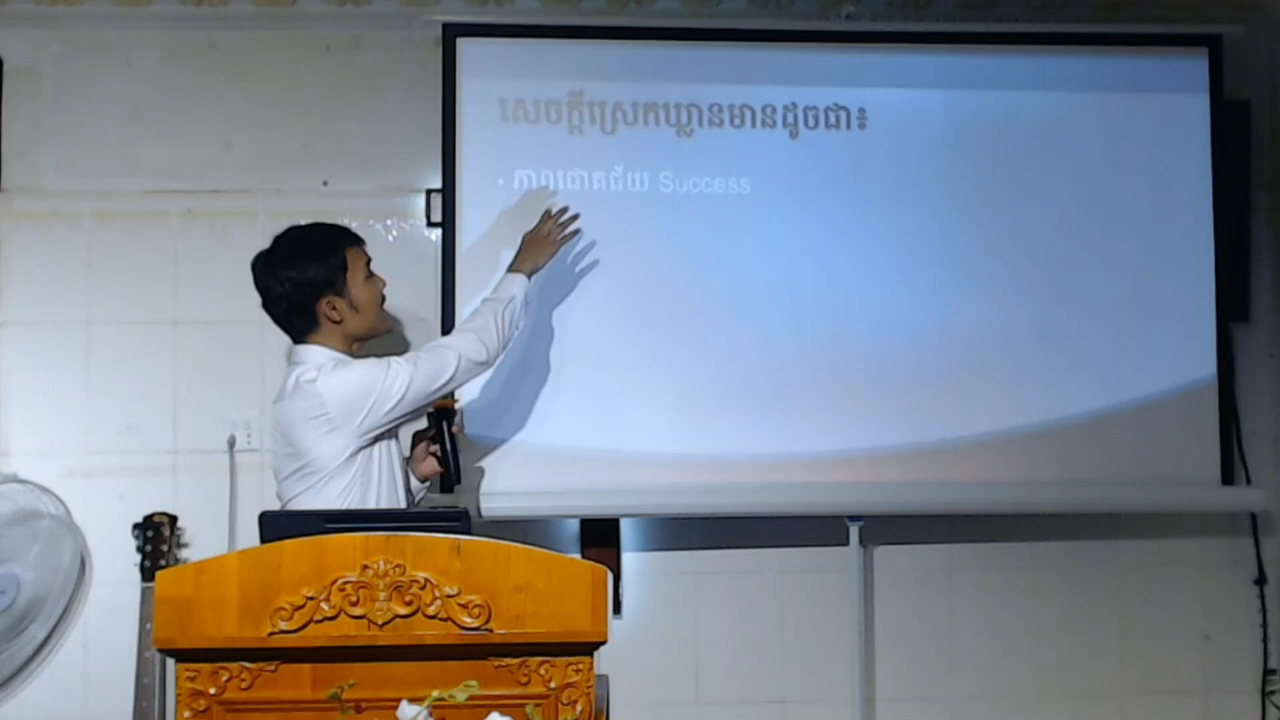 សេចក្ដីស្រេកឃ្លានមានដូចជា៖
• ភាពជោគជ័យ Success